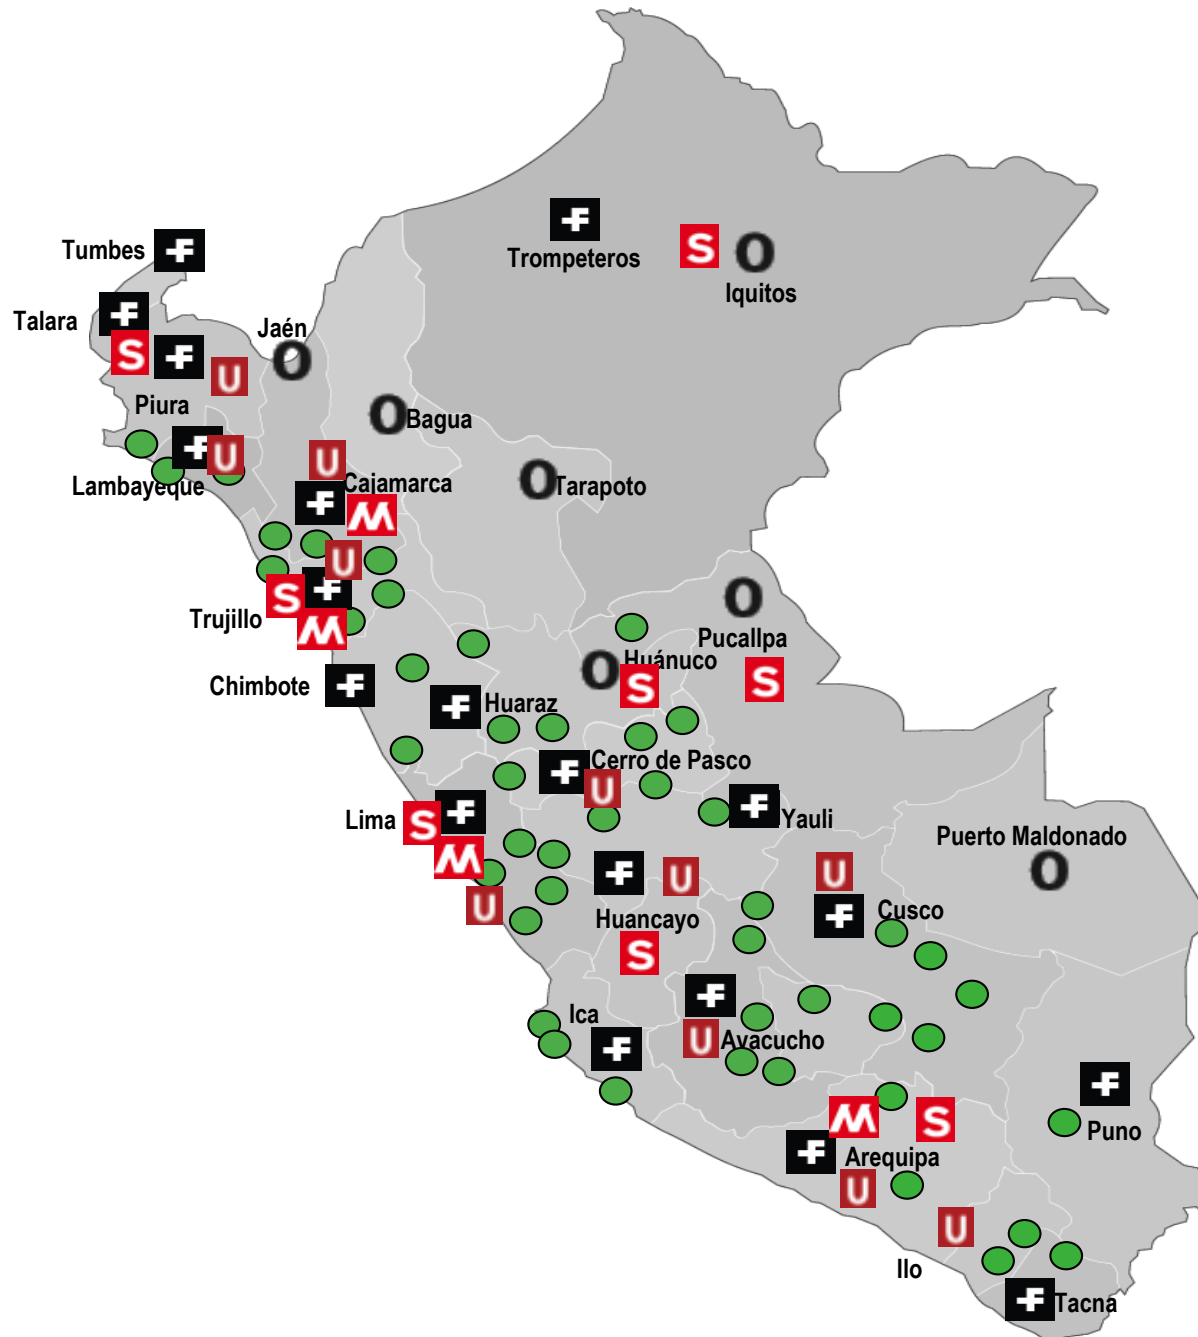 F
Trompeteros
S
O
Iquitos
Tumbes
F
Talara
F
S
F
U
Piura
Jaén
O
O
Bagua
F
U
Lambayeque
U
Cajamarca
F
M
O
Tarapoto
U
S
F
Trujillo
M
O
Pucallpa
S
O
Huánuco
S
Chimbote
F
F
Huaraz
F
Cerro de Pasco
U
Lima
S
F
M
U
F
Yauli
Puerto Maldonado
O
F
U
Huancayo
S
U
F
Cusco
Ica
F
F
U
Ayacucho
F
Puno
M
S
F
Arequipa
U
U
Ilo
F
Tacna